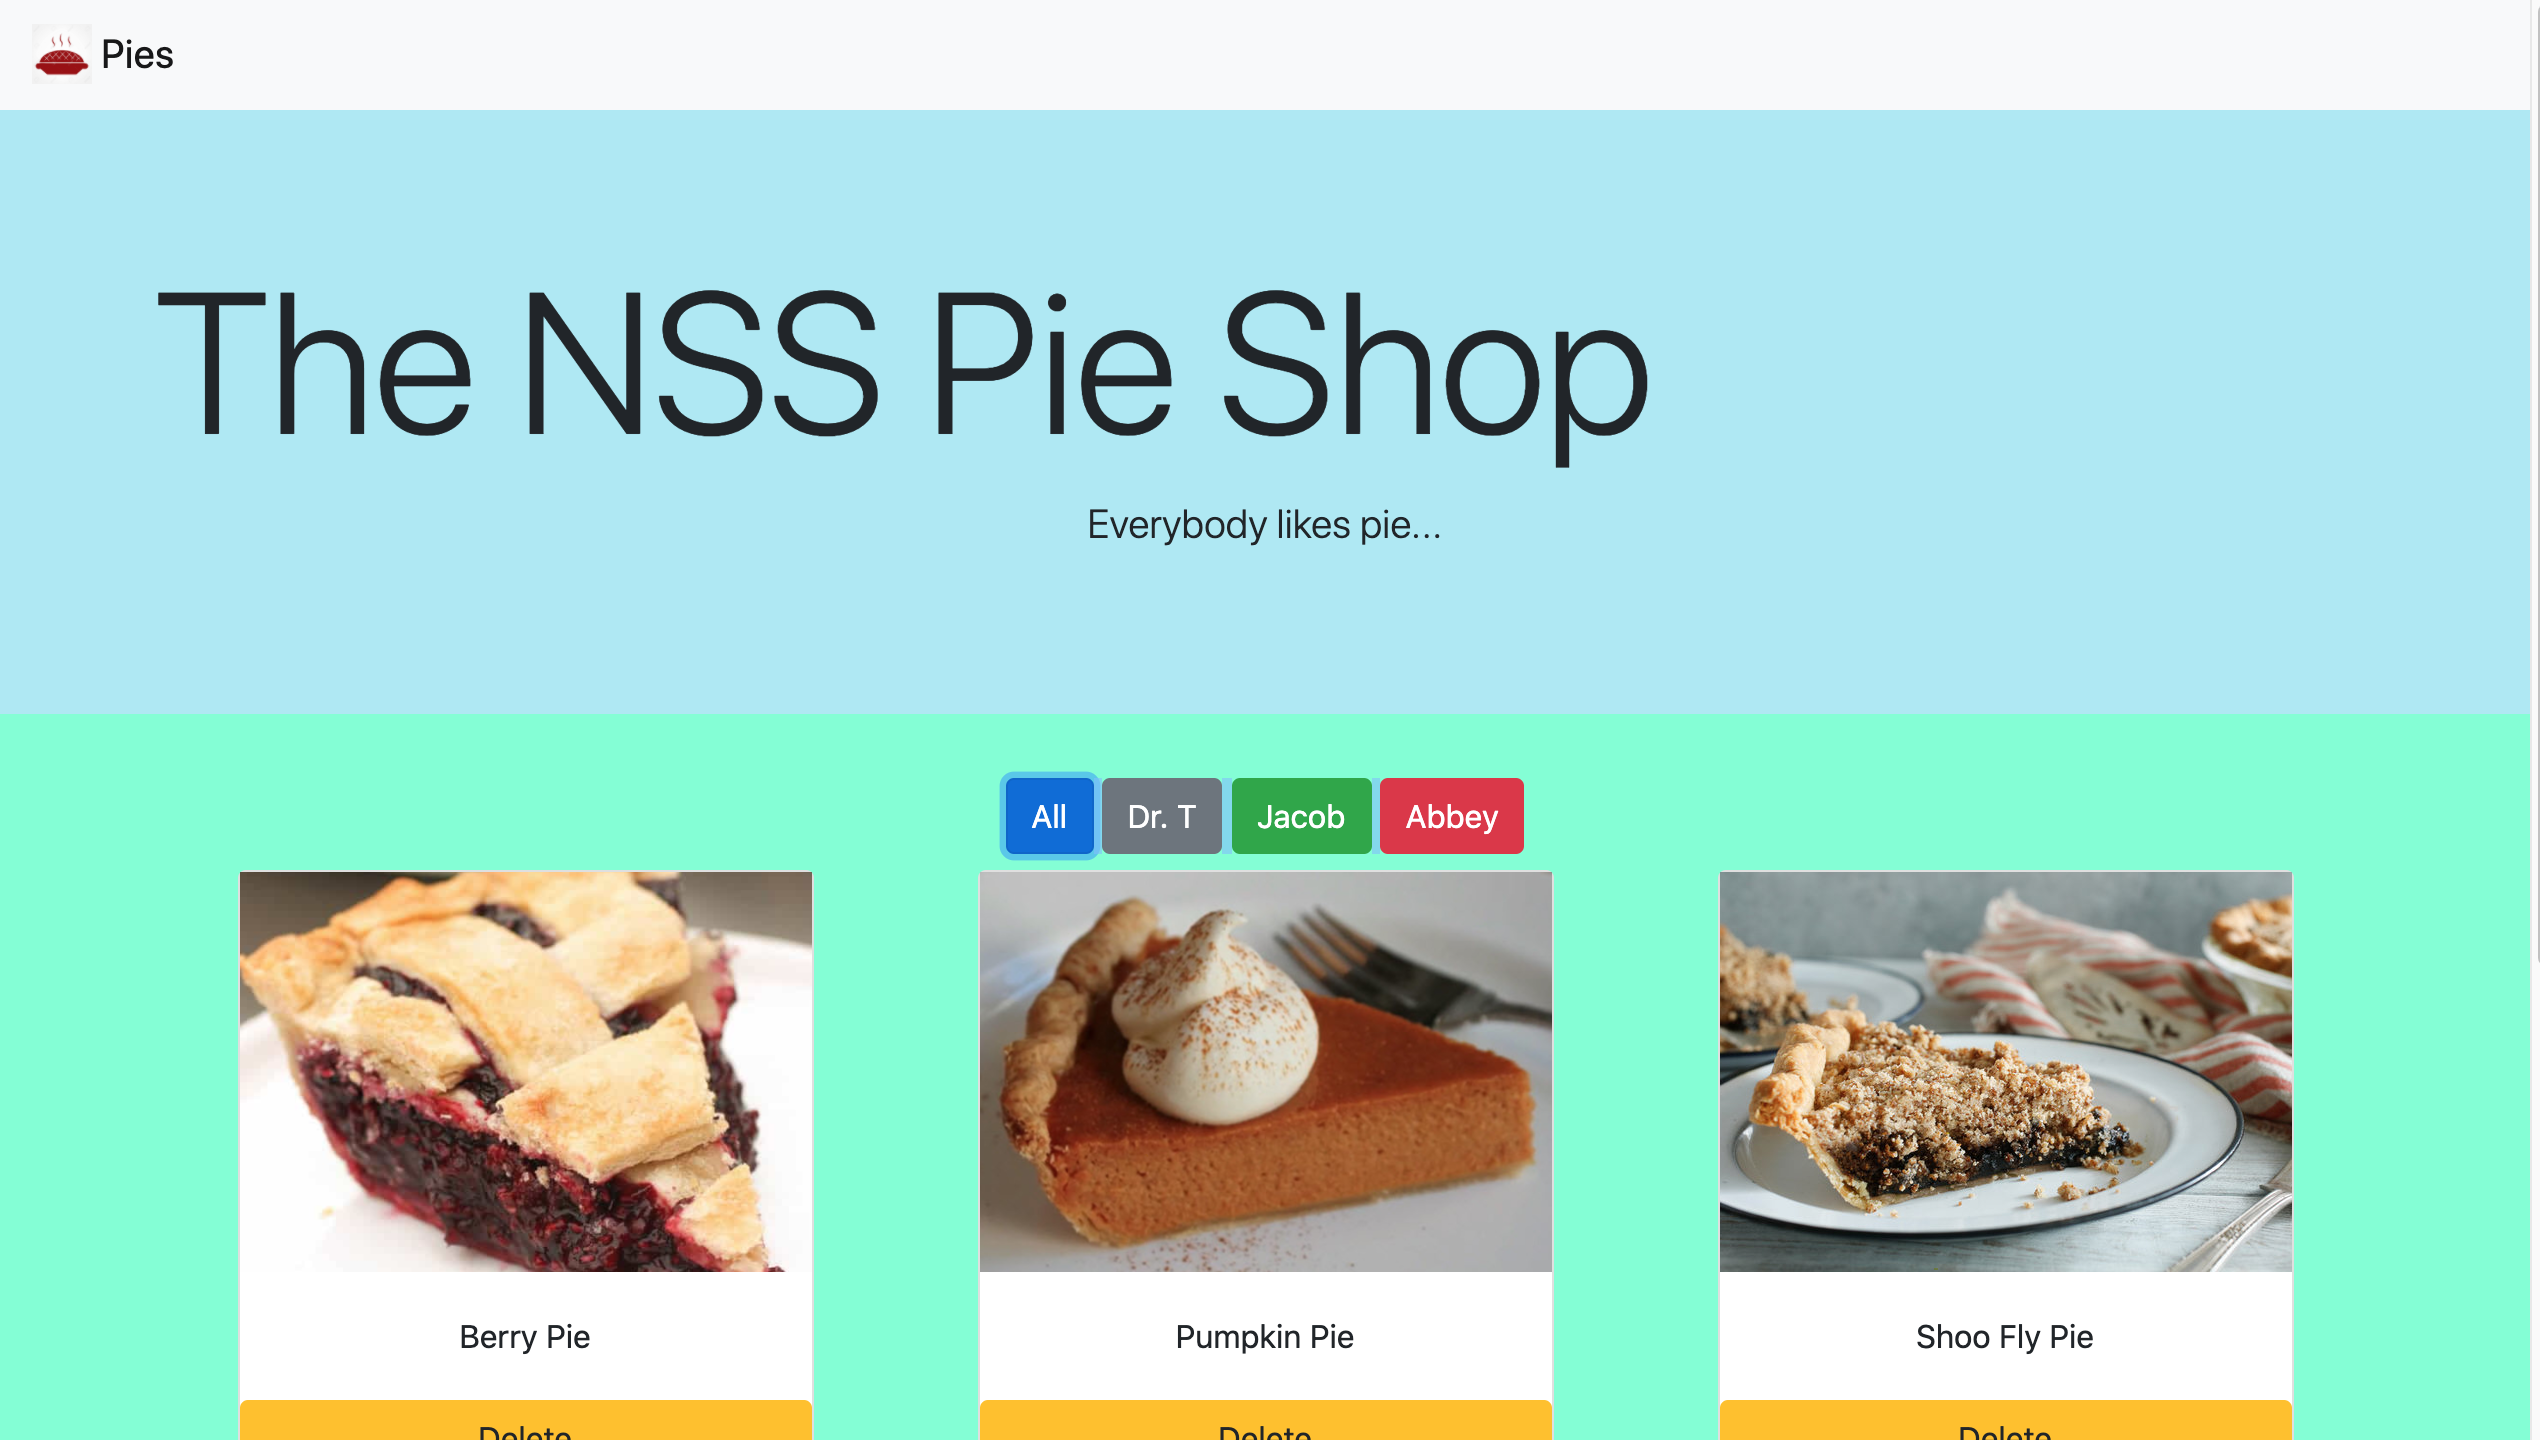 Pies
The NSS Pie Shop
Everybody likes pie...
All Dr. T Jacob Abbey
Berry Pie Pumpkin Pie Shoo Fly Pie
Delete Delete Delete